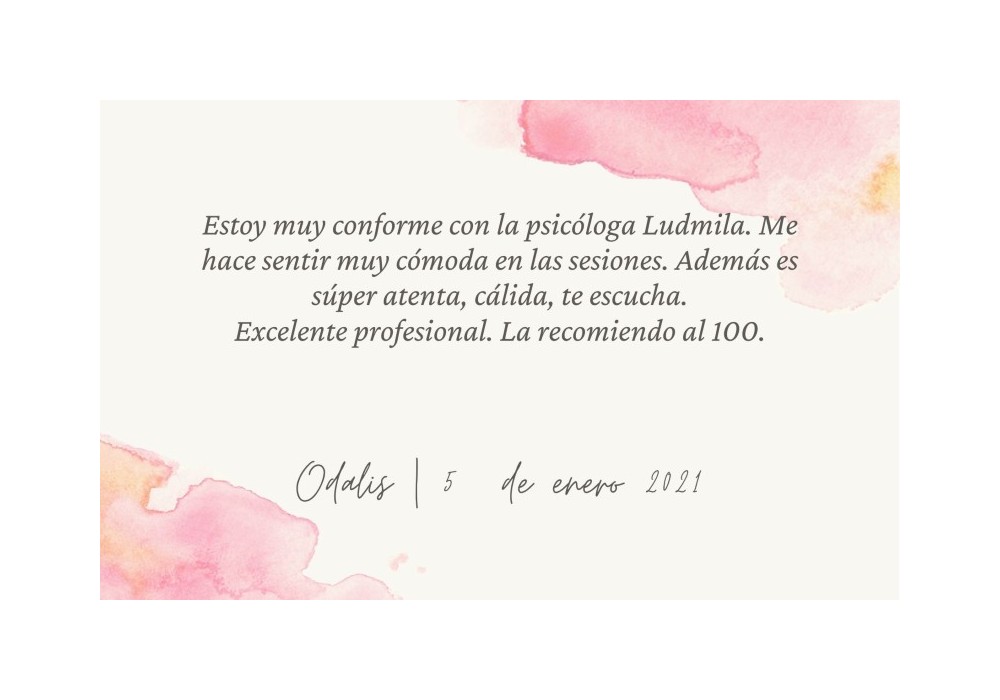 Estoy muy conforme con la psicóloga Ludmila. Me
hace sentir muy cómoda en las sesiones. Además es
súper atenta, cálida, te escucha.
Excelente profesional. La recomiendo al 100.
Odalis | 5 de enero 2021